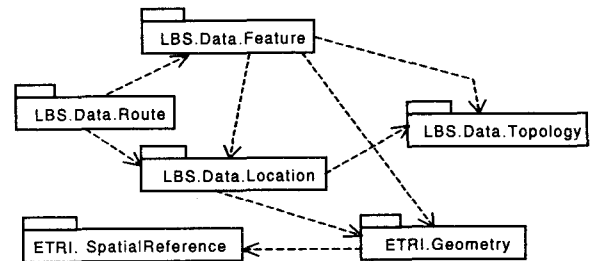 LBS.Data.Feature
LBS.Data.Route
LBS.Data.Topology
LBS.Data.Location
ETRI. SpatialReference
ETRI.Geometry